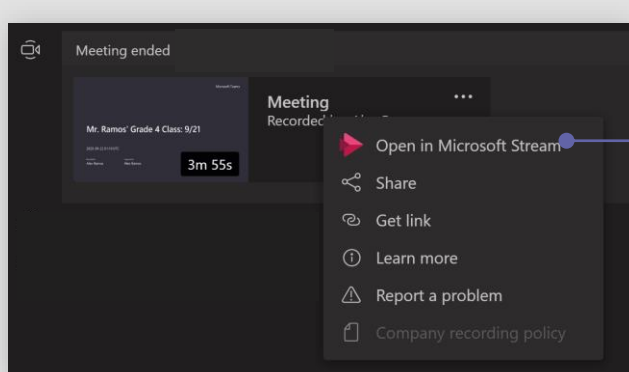 Meeting ended
Microsoft Teams
Mr. Ramos' Grade 4 Class: 9/21
3m 55s
Meeting
Recorded
Open in Microsoft Stream
Share
Get link
Learn more
Report a problem
Company recording policy